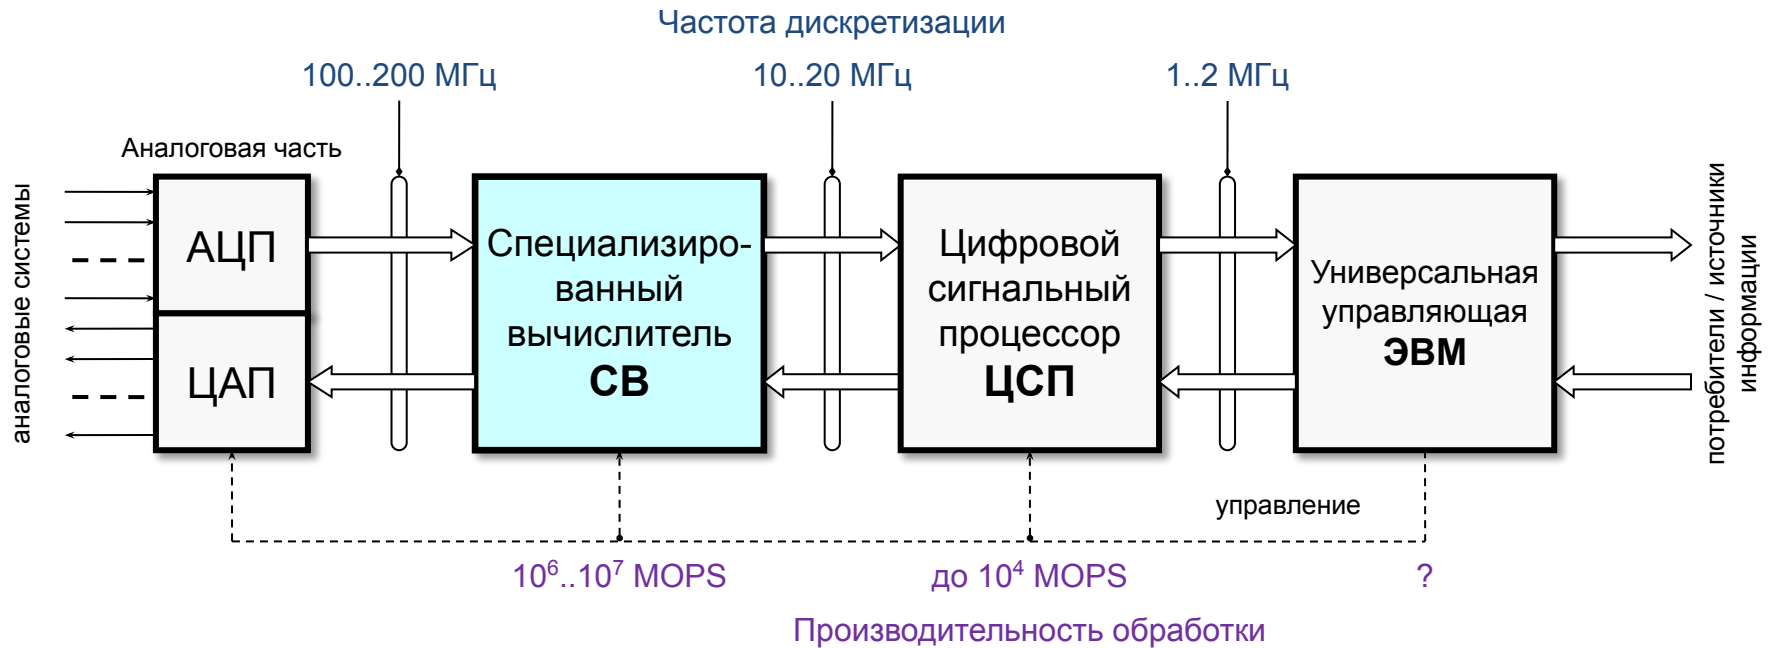 Частота дискретизации
100..200 МГц
10..20 МГц
1..2 МГц
Аналоговая часть
аналоговые системы
АЦП
ЦАП
Специализиро-
ванный
вычислитель
СВ
Цифровой
сигнальный
процессор
ЦСП
Универсальная
управляющая
ЭВМ
потребители / источники
информации
управление
10⁶..10⁷ MOPS
до 10⁴ MOPS
?
Производительность обработки